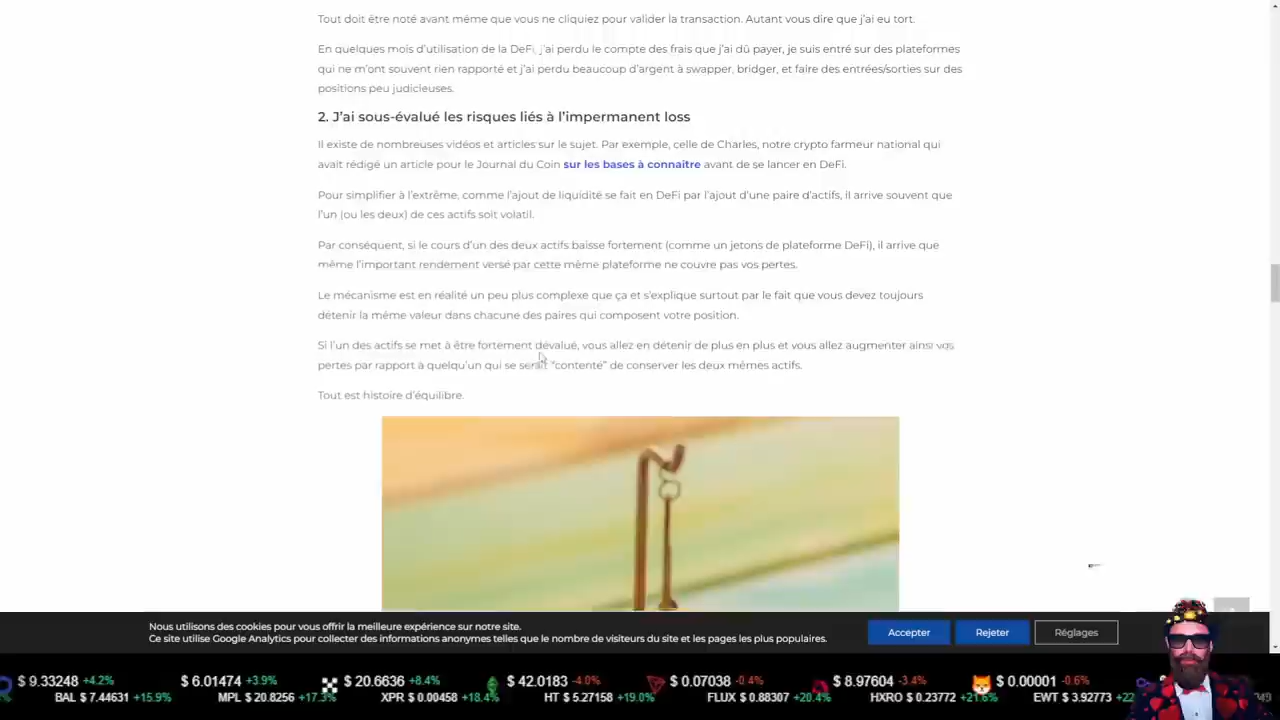 Tout doit être noté avant même que vous ne cliquiez pour valider la transaction. Autant vous dire que j'ai eu tort.
En quelques mois d'utilisation de la DeFi, j'ai perdu le compte des frais que j'ai dû payer, je suis entré sur des plateformes
qui ne m'ont souvent rien rapporté et j'ai perdu beaucoup d'argent à swapper, bridger, et faire des entrées/sorties sur des
positions peu judicieuses.
2. J'ai sous-évalué les risques liés à l'impermanent loss
Il existe de nombreuses vidéos et articles sur le sujet. Par exemple, celle de Charles, notre crypto farmeur national qui
avait rédigé un article pour le Journal du Coin sur les bases à connaitre avant de se lancer en DeFi.
Pour simplifier à l'extrême, comme l'ajout de liquidité se fait en DeFi par l'ajout d'une paire d'actifs, il arrive souvent que
l'un (ou les deux) de ces actifs soit volatil.
Par conséquent, si le cours d'un des deux actifs baisse fortement (comme un jetons de plateforme DeFi), il arrive que
même l'important rendement versé par cette même plateforme ne couvre pas vos pertes.
Le mécanisme est en réalité un peu plus complexe que ça et s'explique surtout par le fait que vous devez toujours
détenir la même valeur dans chacune des paires qui composent votre position.
Si l'un des actifs se met à être fortement dévalué, vous allez en détenir de plus en plus et vous allez augmenter ainsi vos
pertes par rapport à quelqu'un qui se serait "contenté" de conserver les deux mêmes actifs.
Tout est histoire d'équilibre.
Nous utilisons des cookies pour vous offrir la meilleure expérience sur notre site.
Ce site utilise Google Analytics pour collecter des informations anonymes telles que le nombre de visiteurs du site et les pages les plus populaires.
Accepter Rejeter Réglages
$ 9.33248 +4.2% $ 6.01474 +3.9% $ 20.6636 +8.4% $ 42.0183 -4.0% $ 0.07038 -0.4% $ 8.97604 -3.4% $ 0.00001 -0.6%
BAL $ 7.44631 +15.9% MPL $ 20.8256 +17.3% XPR $ 0.00458 +18.4% HT $ 5.27158 +19.0% FLUX $ 0.88307 +20.4% HXRO $ 0.23772 +21.6% EWT $ 3.92773